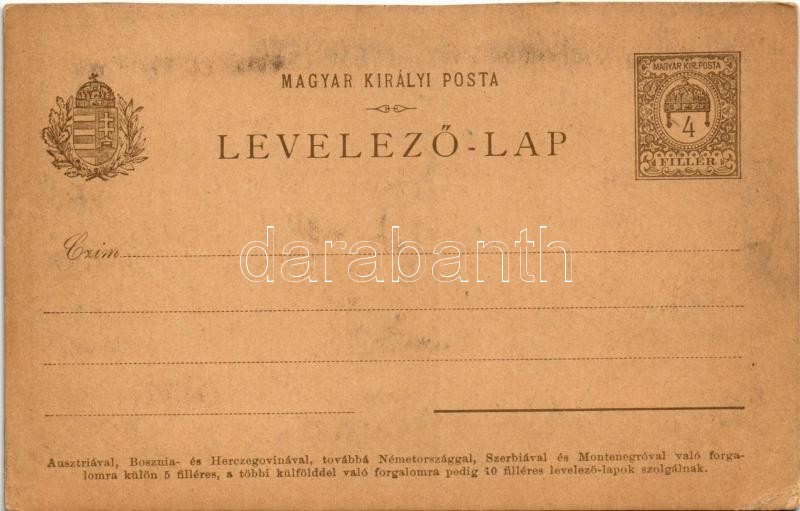 MAGYAR KIRÁLYI POSTA
LEVELEZŐ-LAP
MAGYAR KIR. POSTA
4
FILLÉR
Czim
darabanth
Ausztriával, Bosznia- és Herczegovinával, továbbá Németországgal, Szerbiával és Montenegróval való forga-
lomra külön 5 filléres, a többi külfölddel való forgalomra pedig 10 filléres levelező-lapok szolgálnak.